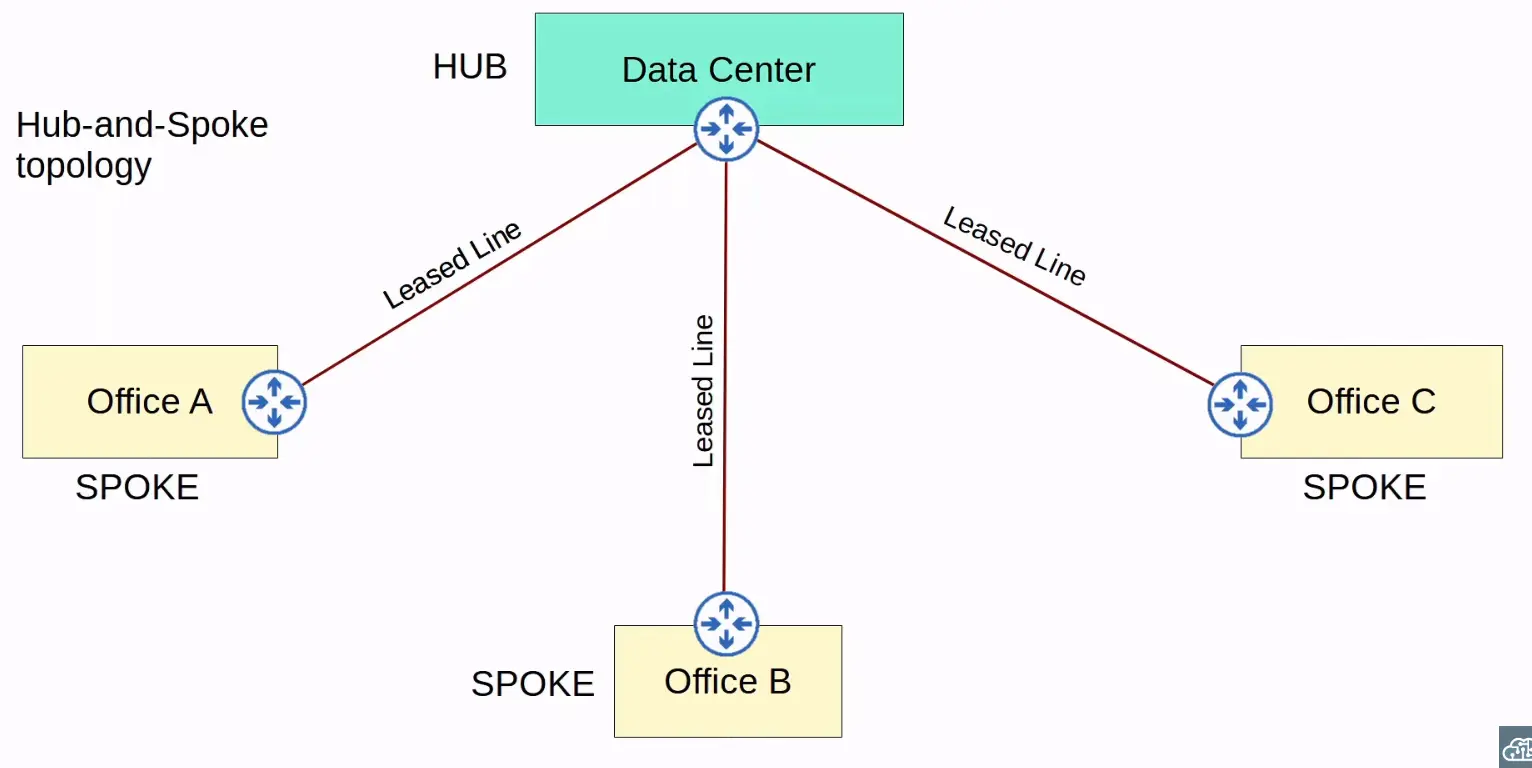 HUB
Data Center
Hub-and-Spoke
topology
Leased Line
Leased Line
Leased Line
Office A
SPOKE
Office C
SPOKE
SPOKE
Office B